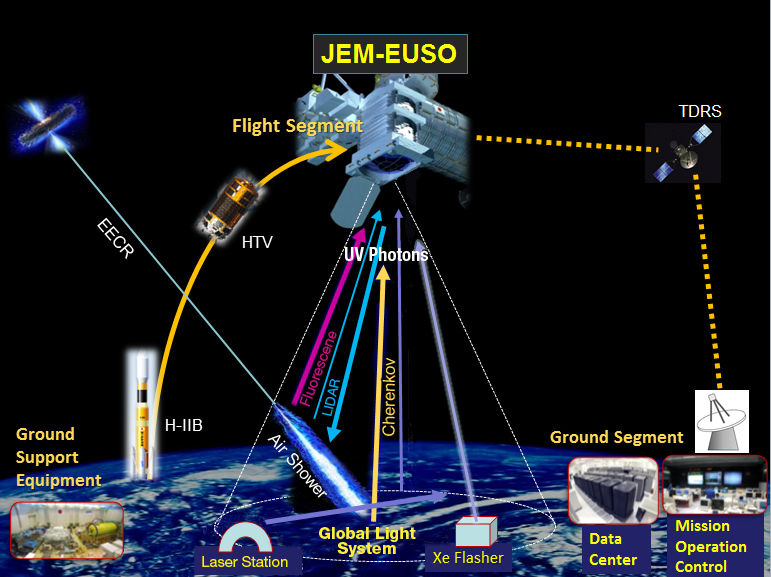 JEM-EUSO
TDRS
Flight Segment
EECR
HTV
UV Photons
Fluorescene
LIDAR
Cherenkov
H-IIB
Air Shower
Ground
Support
Equipment
Ground Segment
Global Light
System
Laser Station
Xe Flasher
Data
Center
Mission
Operation
Control